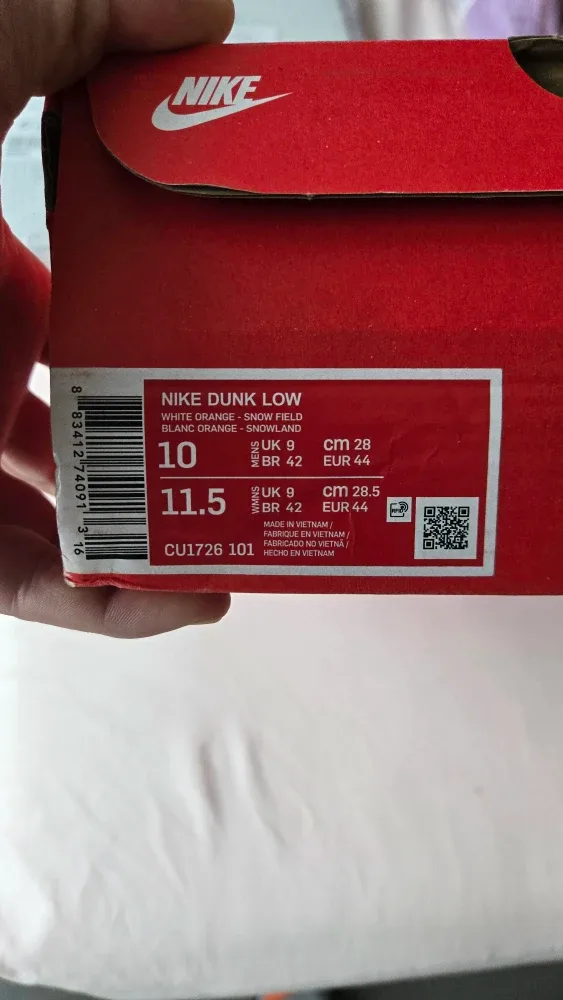 NIKE
NIKE DUNK LOW
WHITE ORANGE - SNOW FIELD
BLANC ORANGE - SNOWLAND
10 MENS UK 9 cm 28
BR 42 EUR 44
11.5 WMNS UK 9 cm 28.5
BR 42 EUR 44
RFID
MADE IN VIETNAM /
FABRIQUE EN VIETNAM /
FABRICADO NO VIETNÃ /
HECHO EN VIETNAM
CU1726 101
8 83412 74091 3 16